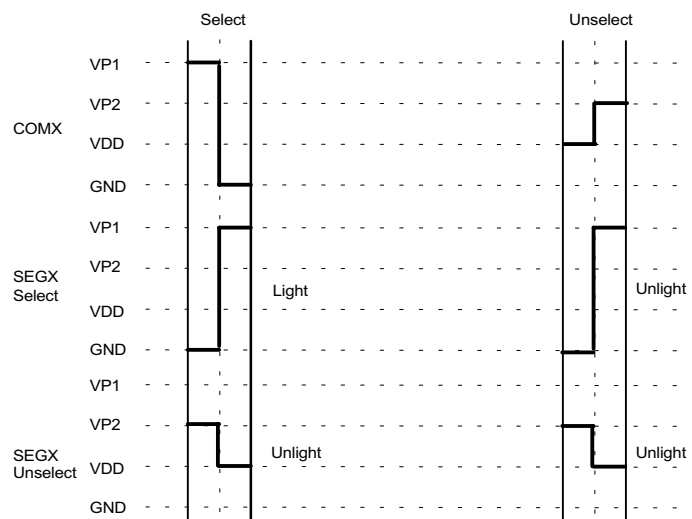 Select Unselect
VP1
VP2
COMX
VDD
GND
VP1
VP2
SEGX
Select
Light
Unlight
VDD
GND
VP1
VP2
SEGX
Unselect
Unlight
Unlight
VDD
GND